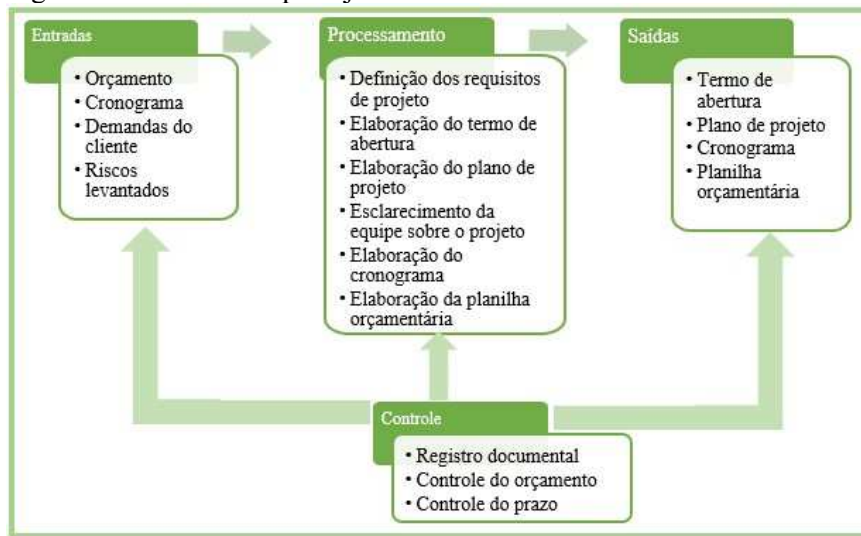 Entradas
• Orçamento
• Cronograma
• Demandas do
cliente
• Riscos
levantados
Processamento
• Definição dos requisitos
de projeto
• Elaboração do termo de
abertura
• Elaboração do plano de
projeto
• Esclarecimento da
equipe sobre o projeto
• Elaboração do
cronograma
• Elaboração da planilha
orçamentária
Saídas
• Termo de
abertura
• Plano de projeto
• Cronograma
• Planilha
orçamentária
Controle
• Registro documental
• Controle do orçamento
• Controle do prazo